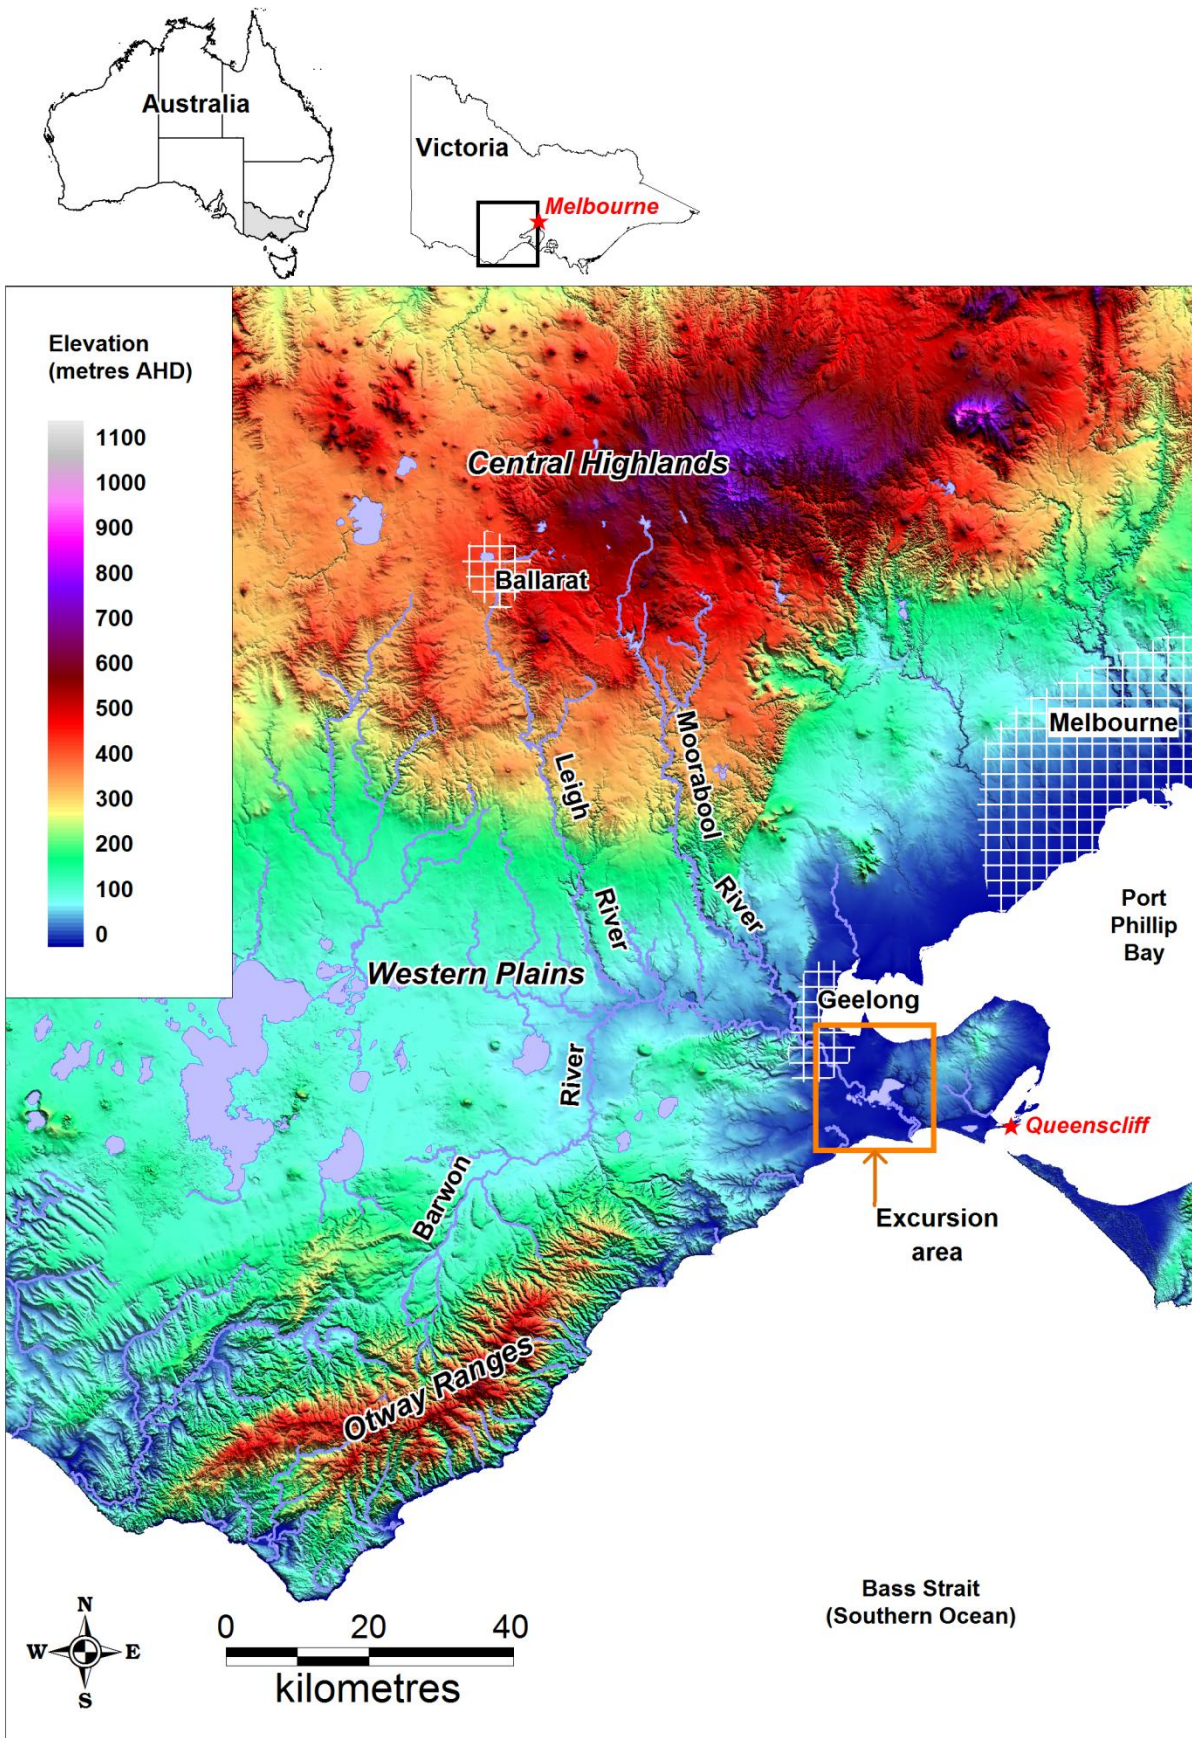 Australia
Victoria
Melbourne
Elevation
(metres AHD)
1100
1000
900
800
700
600
500
400
300
200
100
0
Central Highlands
Ballarat
Melbourne
Leigh
River
Moorabool
River
Port
Phillip
Bay
Western Plains
Geelong
River
Barwon
Queenscliff
Excursion
area
Otway Ranges
Bass Strait
(Southern Ocean)
N
W
E
S
0
20
40
kilometres